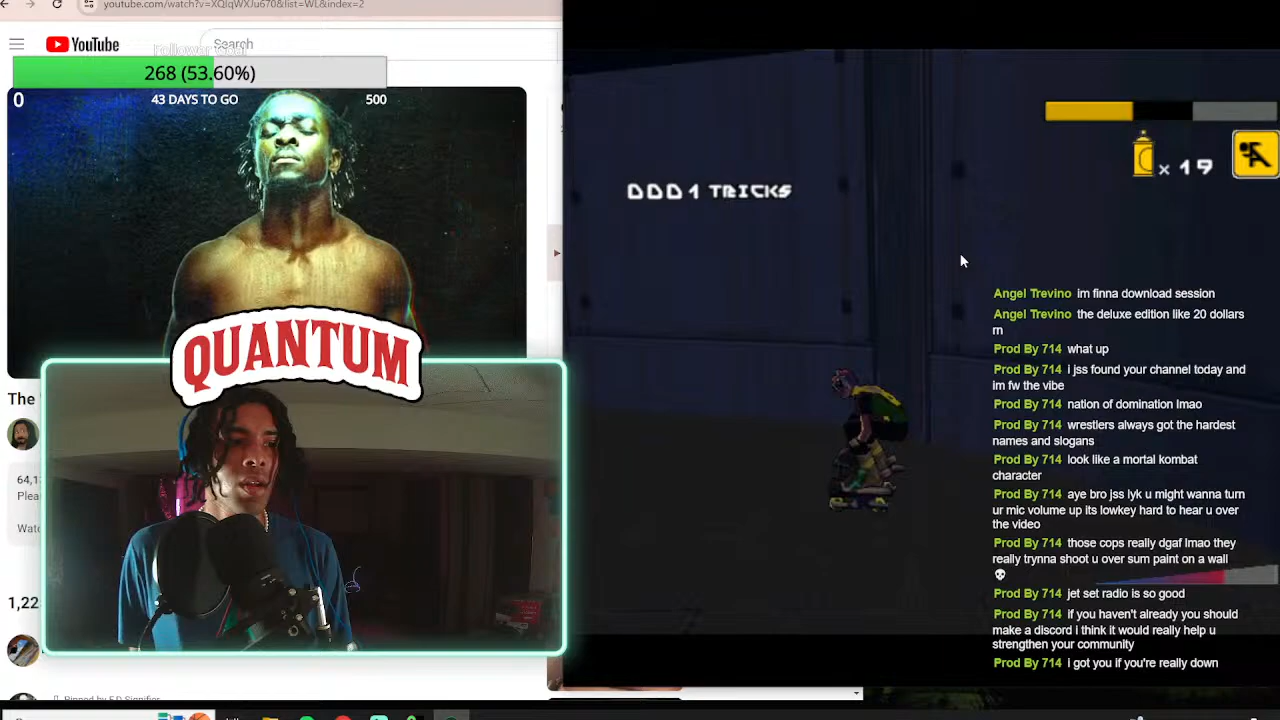 youtube.com/watch?v=XQIqWXJu670&list=WL&index=2
YouTube
Search
268 (53.60%)
0
43 DAYS TO GO
500
The
64,1
Plea
Watc
1,22
QUANTUM
0001 TRICKS
× 19
Angel Trevino im finna download session
Angel Trevino the deluxe edition like 20 dollars
rn
Prod By 714 what up
Prod By 714 i jss found your channel today and
im fw the vibe
Prod By 714 nation of domination lmao
Prod By 714 wrestlers always got the hardest
names and slogans
Prod By 714 look like a mortal kombat
character
Prod By 714 aye bro jss lyk u might wanna turn
ur mic volume up its lowkey hard to hear u over
the video
Prod By 714 those cops really dgaf lmao they
really trynna shoot u over sum paint on a wall
💀
Prod By 714 jet set radio is so good
Prod By 714 if you haven't already you should
make a discord i think it would really help u
strengthen your community
Prod By 714 i got you if you're really down